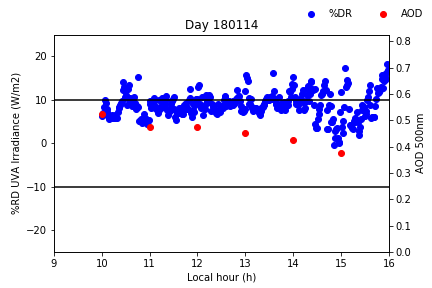 %DR AOD
Day 180114
%RD UVA Irradiance (W/m2)
20
10
0
−10
−20
0.8
0.7
0.6
0.5
0.4
0.3
0.2
0.1
0.0
AOD 500nm
9 10 11 12 13 14 15 16
Local hour (h)